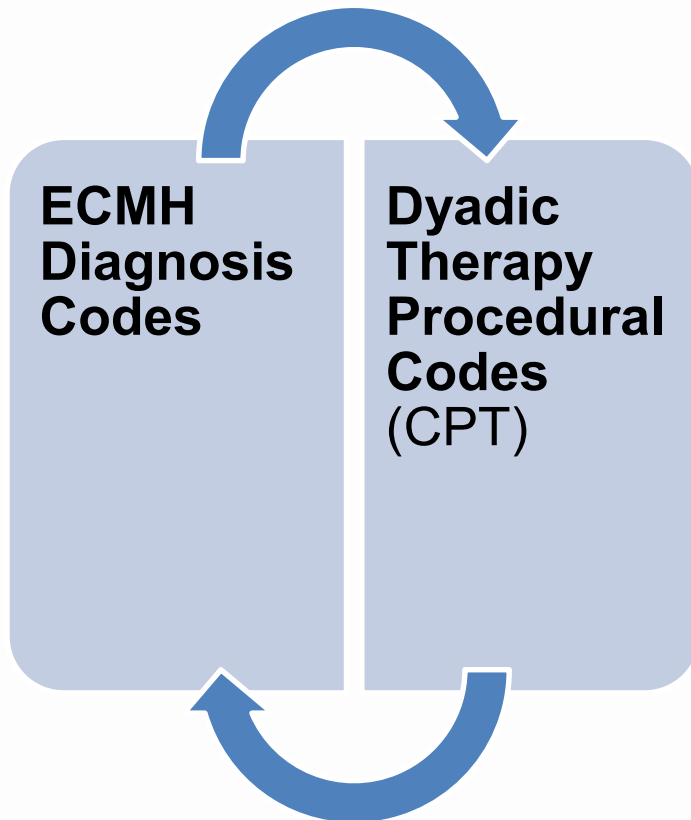 ECMH
Diagnosis
Codes
Dyadic
Therapy
Procedural
Codes
(CPT)